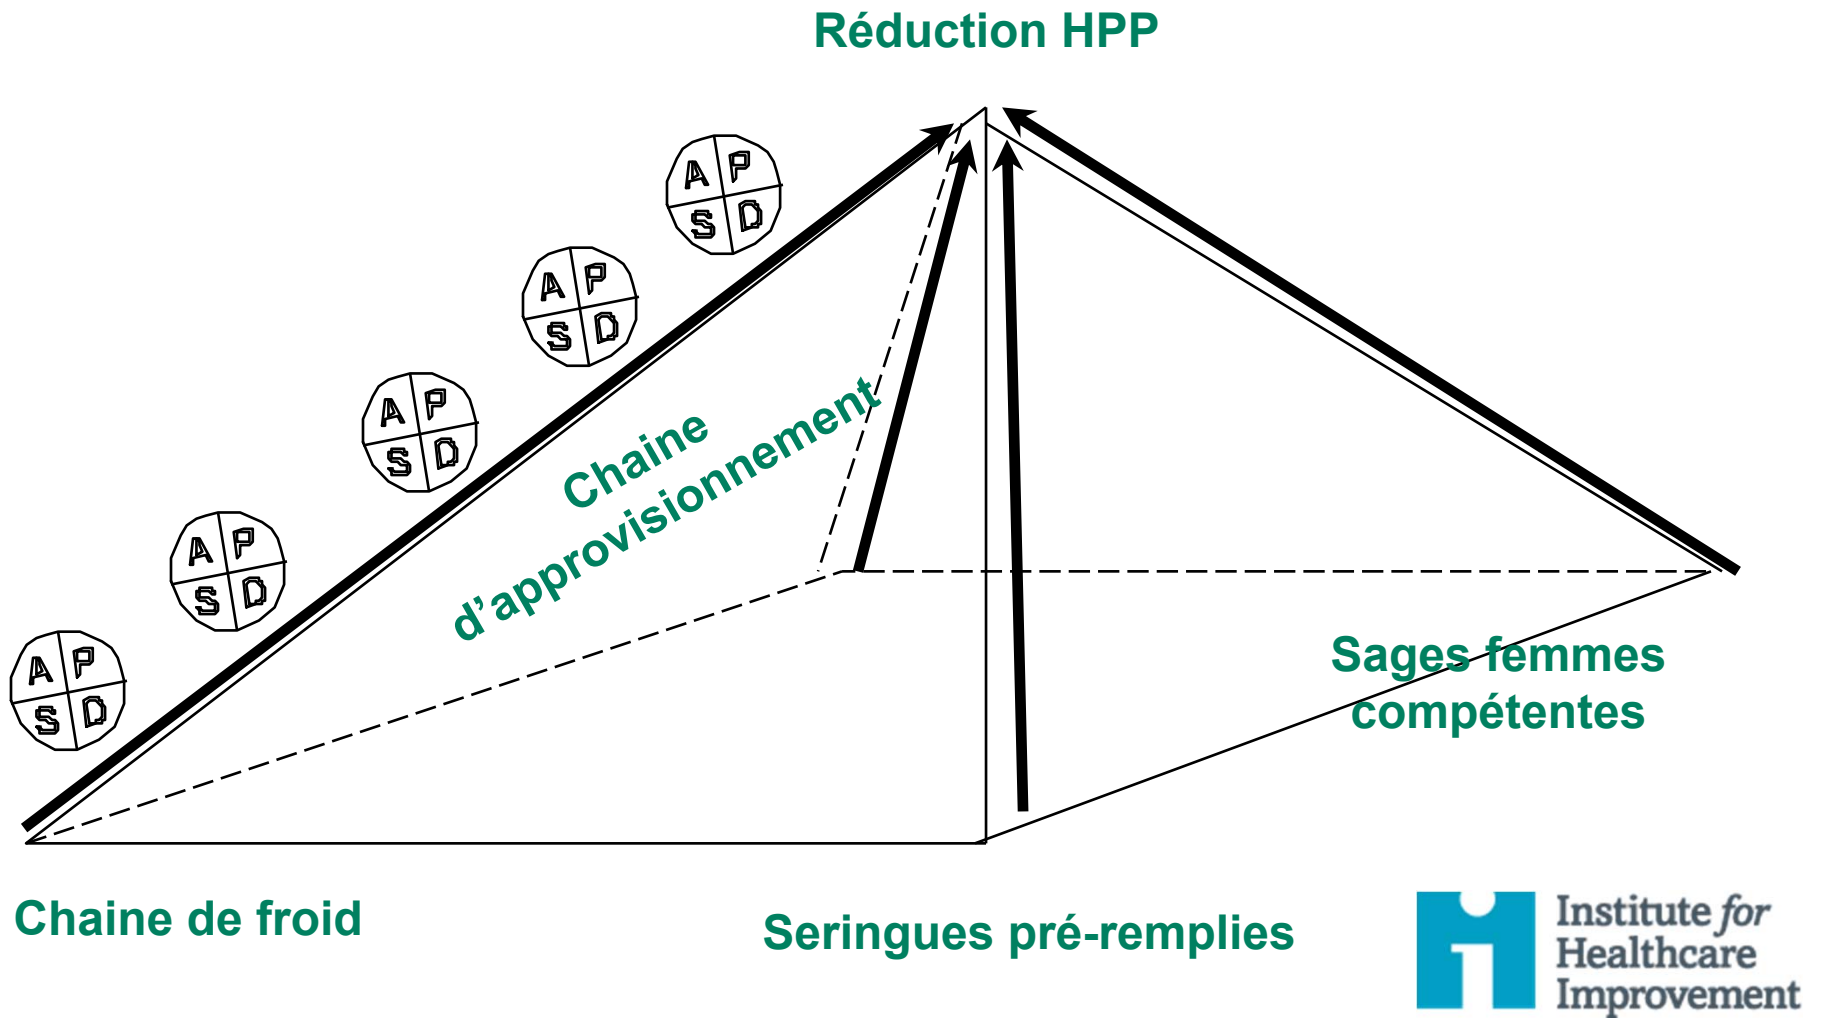 Réduction HPP
A P
S D
A P
S D
A P
S D
A P
S D
A P
S D
Chaine
d’approvisionnement
Sages femmes
compétentes
Chaine de froid
Seringues pré-remplies
Institute for
Healthcare
Improvement